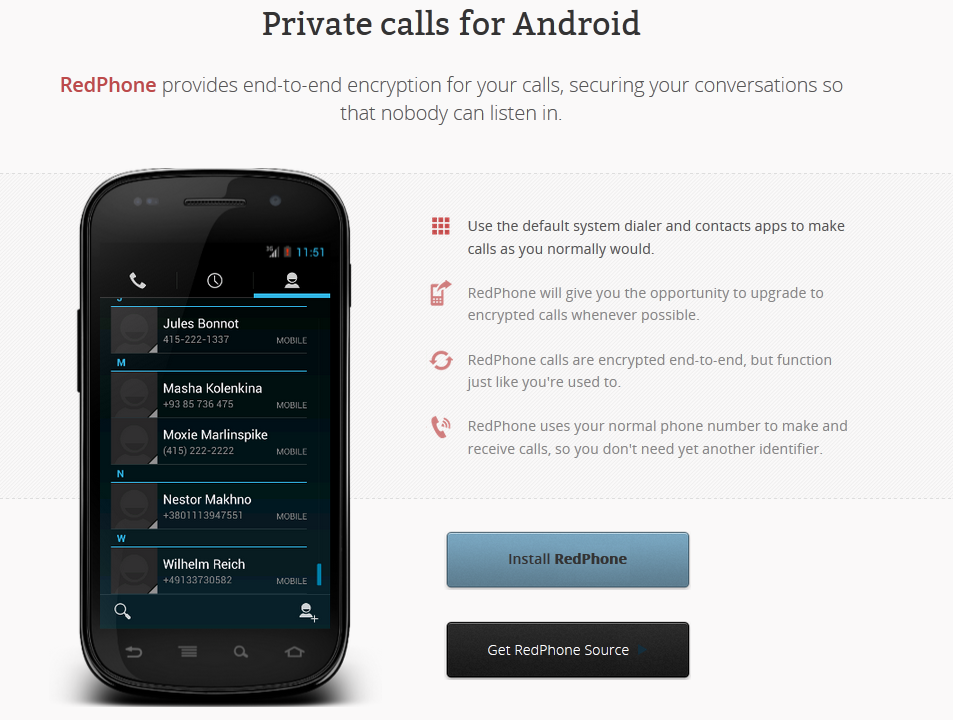 Private calls for Android
RedPhone provides end-to-end encryption for your calls, securing your conversations so
that nobody can listen in.
3G 11:51
J
Jules Bonnot
415-222-1337 MOBILE
M
Masha Kolenkina
+93 85 736 475 MOBILE
Moxie Marlinspike
(415) 222-2222 MOBILE
N
Nestor Makhno
+3801113947551 MOBILE
W
Wilhelm Reich
+49133730582 MOBILE
Use the default system dialer and contacts apps to make
calls as you normally would.
RedPhone will give you the opportunity to upgrade to
encrypted calls whenever possible.
RedPhone calls are encrypted end-to-end, but function
just like you're used to.
RedPhone uses your normal phone number to make and
receive calls, so you don't need yet another identifier.
Install RedPhone
Get RedPhone Source